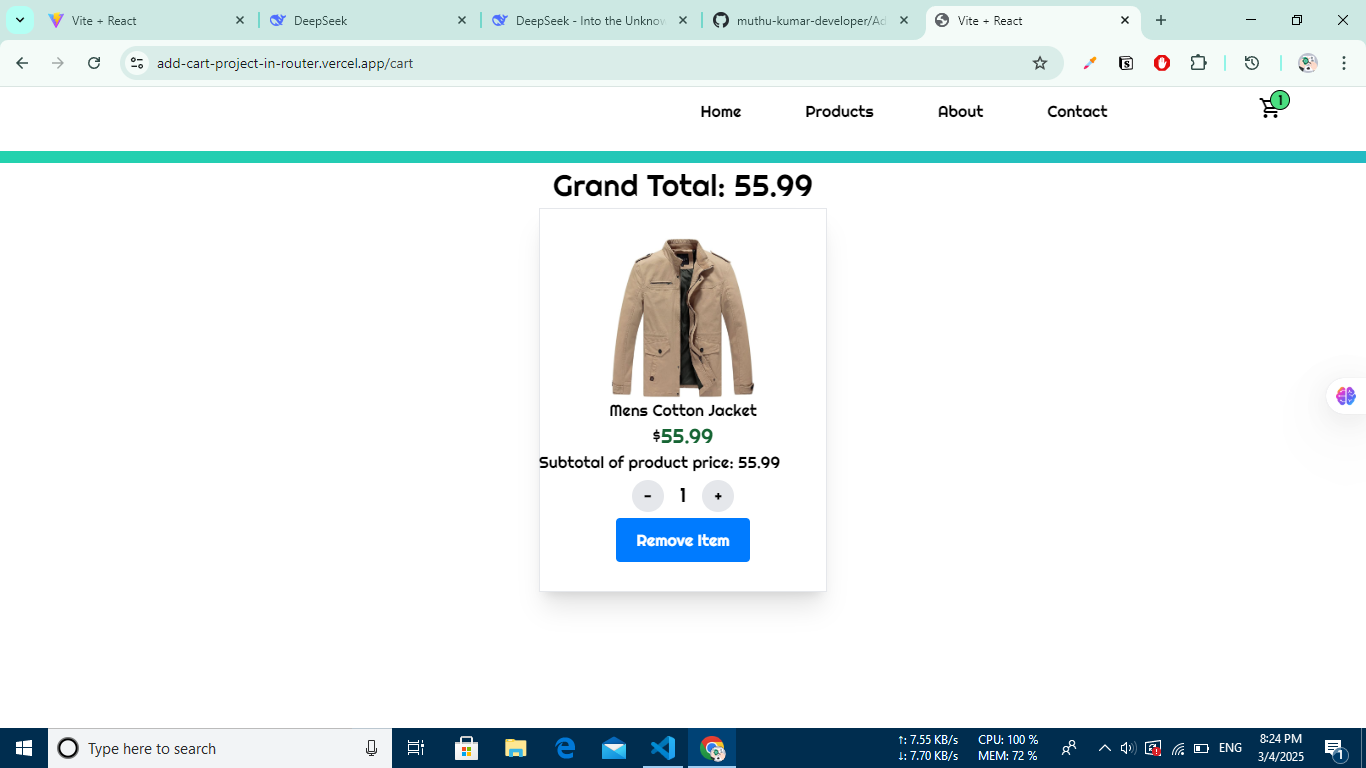 Vite + React
DeepSeek
DeepSeek - Into the Unknow
muthu-kumar-developer/Ad
Vite + React
add-cart-project-in-router.vercel.app/cart
Home
Products
About
Contact
1
Grand Total: 55.99
Mens Cotton Jacket
$55.99
Subtotal of product price: 55.99
- 1 +
Remove Item
Type here to search
↑: 7.55 KB/s
↓: 7.70 KB/s
CPU: 100 %
MEM: 72 %
ENG
8:24 PM
3/4/2025
1